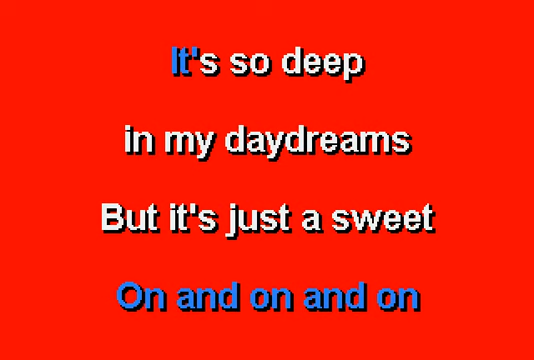 It's so deep
in my daydreams
But it's just a sweet
On and on and on